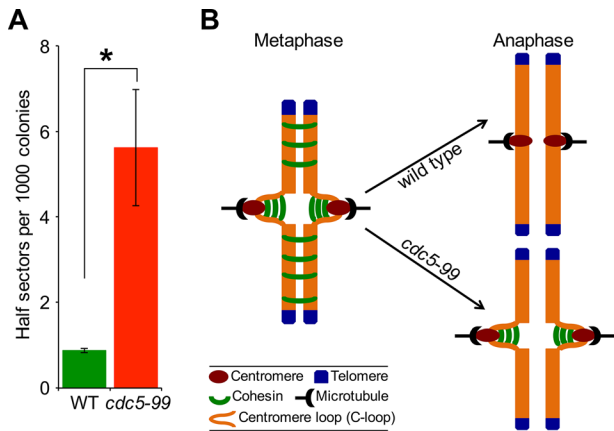 A
*
Half sectors per 1000 colonies
8
6
4
2
0
WT cdc5-99
B
Metaphase
Anaphase
wild type
cdc5-99
Centromere
Telomere
Cohesin
Microtubule
Centromere loop (C-loop)